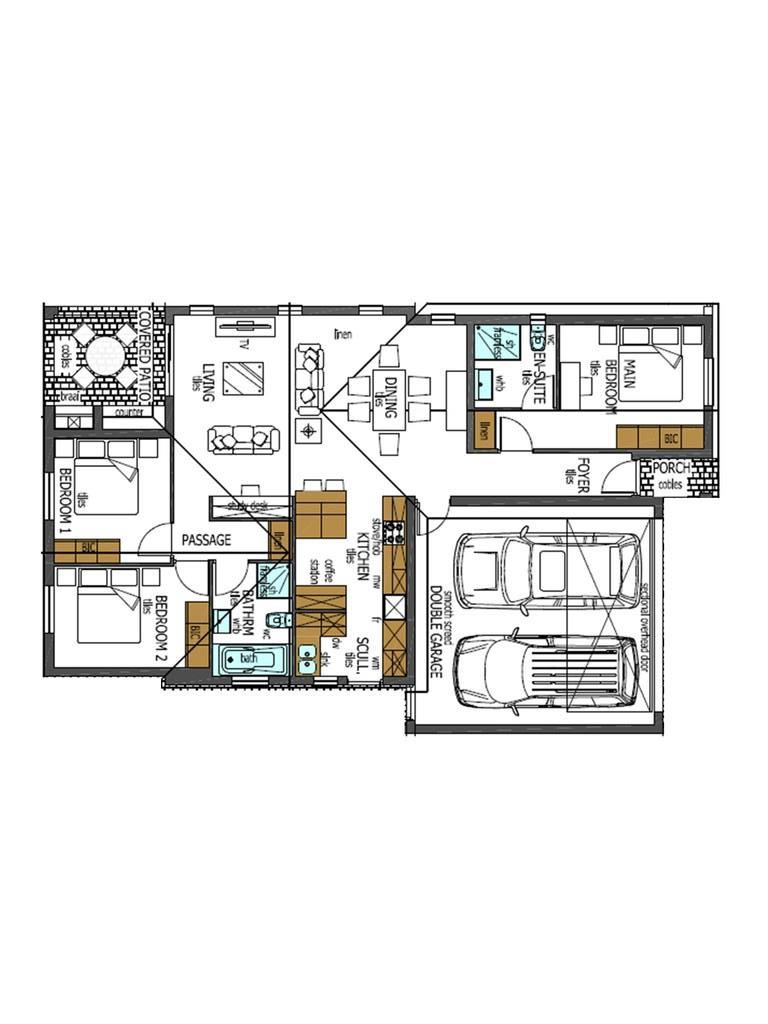 COVERED PATIO
cobles
braai
counter
TV
LIVING
tiles
linen
DINING
tiles
sh
frameless
whb
wc
EN-SUITE
tiles
MAIN
BEDROOM
tiles
linen
BIC
FOYER
tiles
PORCH
cobles
BEDROOM 1
tiles
BIC
study desk
PASSAGE
linen
stove/hob
KITCHEN
tiles
mw
coffee
station
fr
BEDROOM 2
tiles
BIC
BATHRM
tiles
sh
frameless
whb
wc
bath
SCULL.
tiles
dw
sink
wm
DOUBLE GARAGE
smooth screed
sectional overhead door